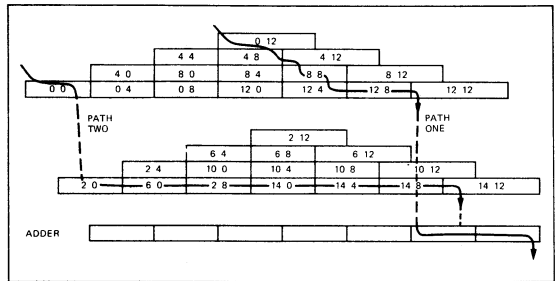 0 12
4 4 4 8 4 12
4 0 8 0 8 4 8 8 8 12
0 0 0 4 0 8 12 0 12 4 12 8 12 12
PATH TWO
PATH ONE
2 12
6 4 6 8 6 12
2 4 10 0 10 4 10 8 10 12
2 0 6 0 2 8 14 0 14 4 14 8 14 12
ADDER